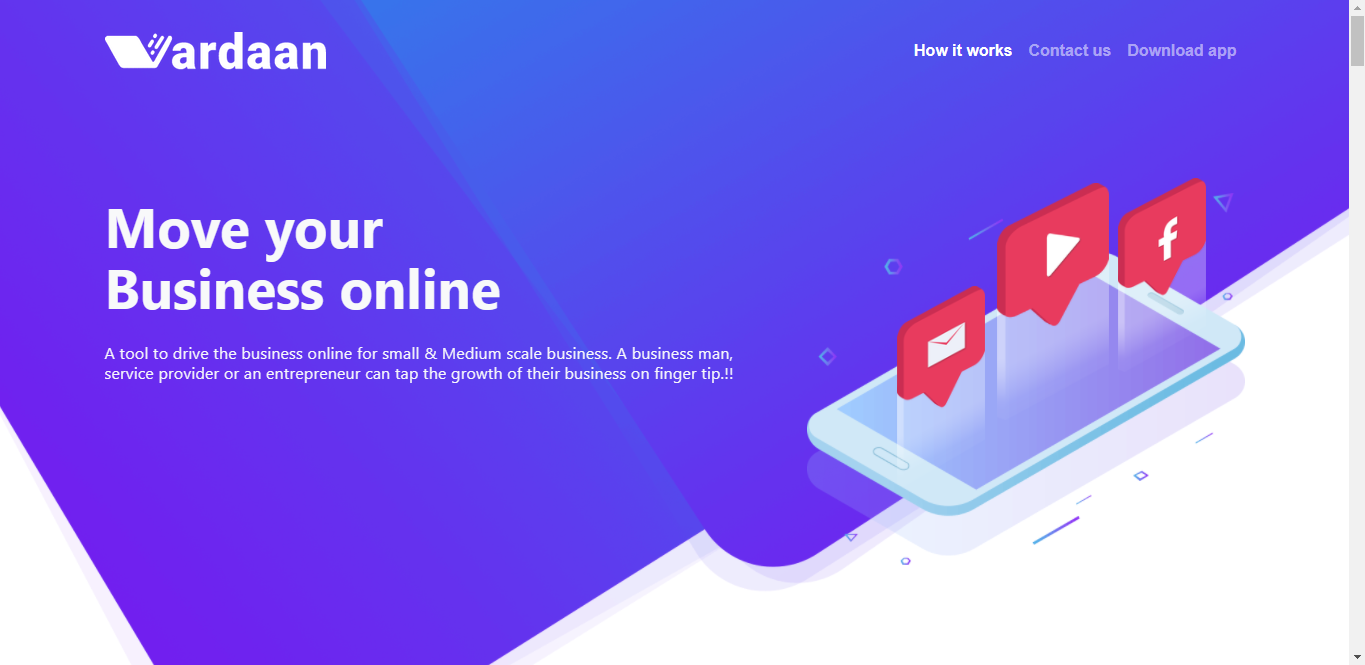 Vardaan
How it works Contact us Download app
Move your
Business online
A tool to drive the business online for small & Medium scale business. A business man,
service provider or an entrepreneur can tap the growth of their business on finger tip.!!
f